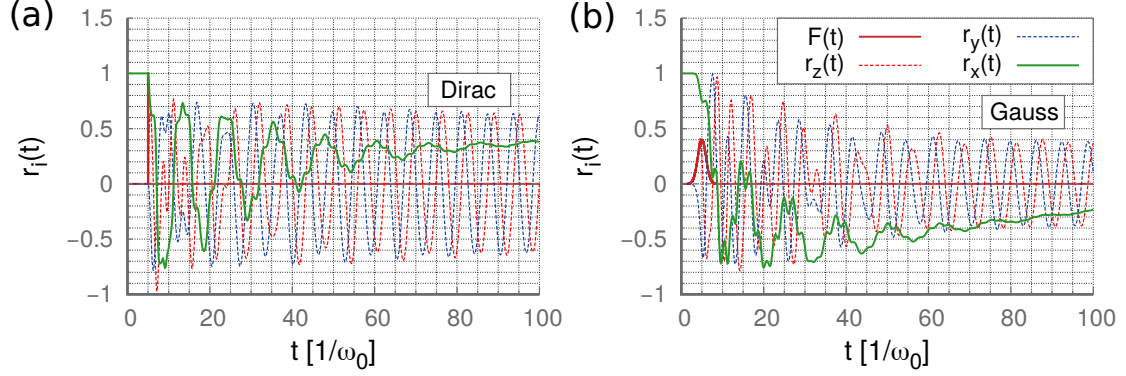 (a)
1.5
1
0.5
0
−0.5
−1
r_i(t)
Dirac
0 20 40 60 80 100
t [1/ω₀]
(b)
1.5
1
0.5
0
−0.5
−1
r_i(t)
F(t) r_y(t)
r_z(t) r_x(t)
Gauss
0 20 40 60 80 100
t [1/ω₀]